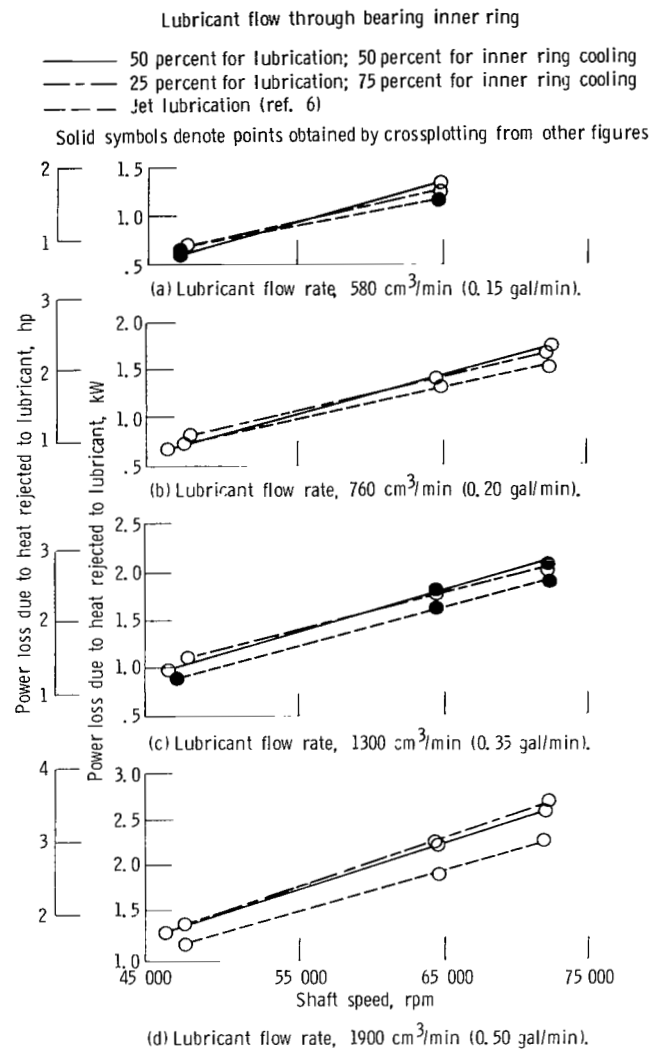 Lubricant flow through bearing inner ring
50 percent for lubrication; 50 percent for inner ring cooling
25 percent for lubrication; 75 percent for inner ring cooling
Jet lubrication (ref. 6)
Solid symbols denote points obtained by crossplotting from other figures
Power loss due to heat rejected to lubricant, hp
Power loss due to heat rejected to lubricant, kW
2
1
1.5
1.0
.5
(a) Lubricant flow rate, 580 cm³/min (0.15 gal/min).
3
2
1
2.0
1.5
1.0
.5
(b) Lubricant flow rate, 760 cm³/min (0.20 gal/min).
3
2
1
2.5
2.0
1.5
1.0
.5
(c) Lubricant flow rate, 1300 cm³/min (0.35 gal/min).
4
3
2
3.0
2.5
2.0
1.5
1.0
45 000 55 000 65 000 75 000
Shaft speed, rpm
(d) Lubricant flow rate, 1900 cm³/min (0.50 gal/min).